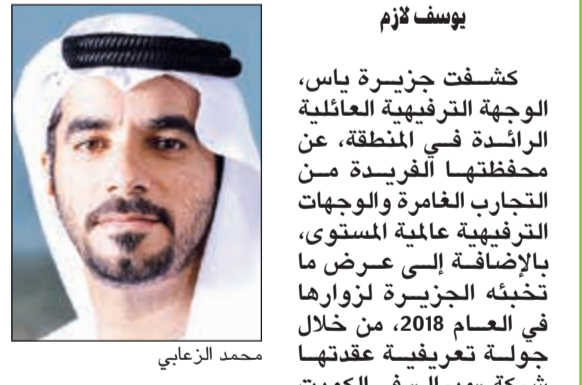 يوسف لازم
كشفت جزيرة ياس،
الوجهة الترفيهية العائلية
الرائدة في المنطقة، عن
محفظتها الفريدة من
التجارب الغامرة والوجهات
الترفيهية عالمية المستوى،
بالإضافة إلى عرض ما
تخبئه الجزيرة لزوارها
في العام 2018، من خلال
جولة تعريفية عقدتها
في الكويت
محمد الزعابي